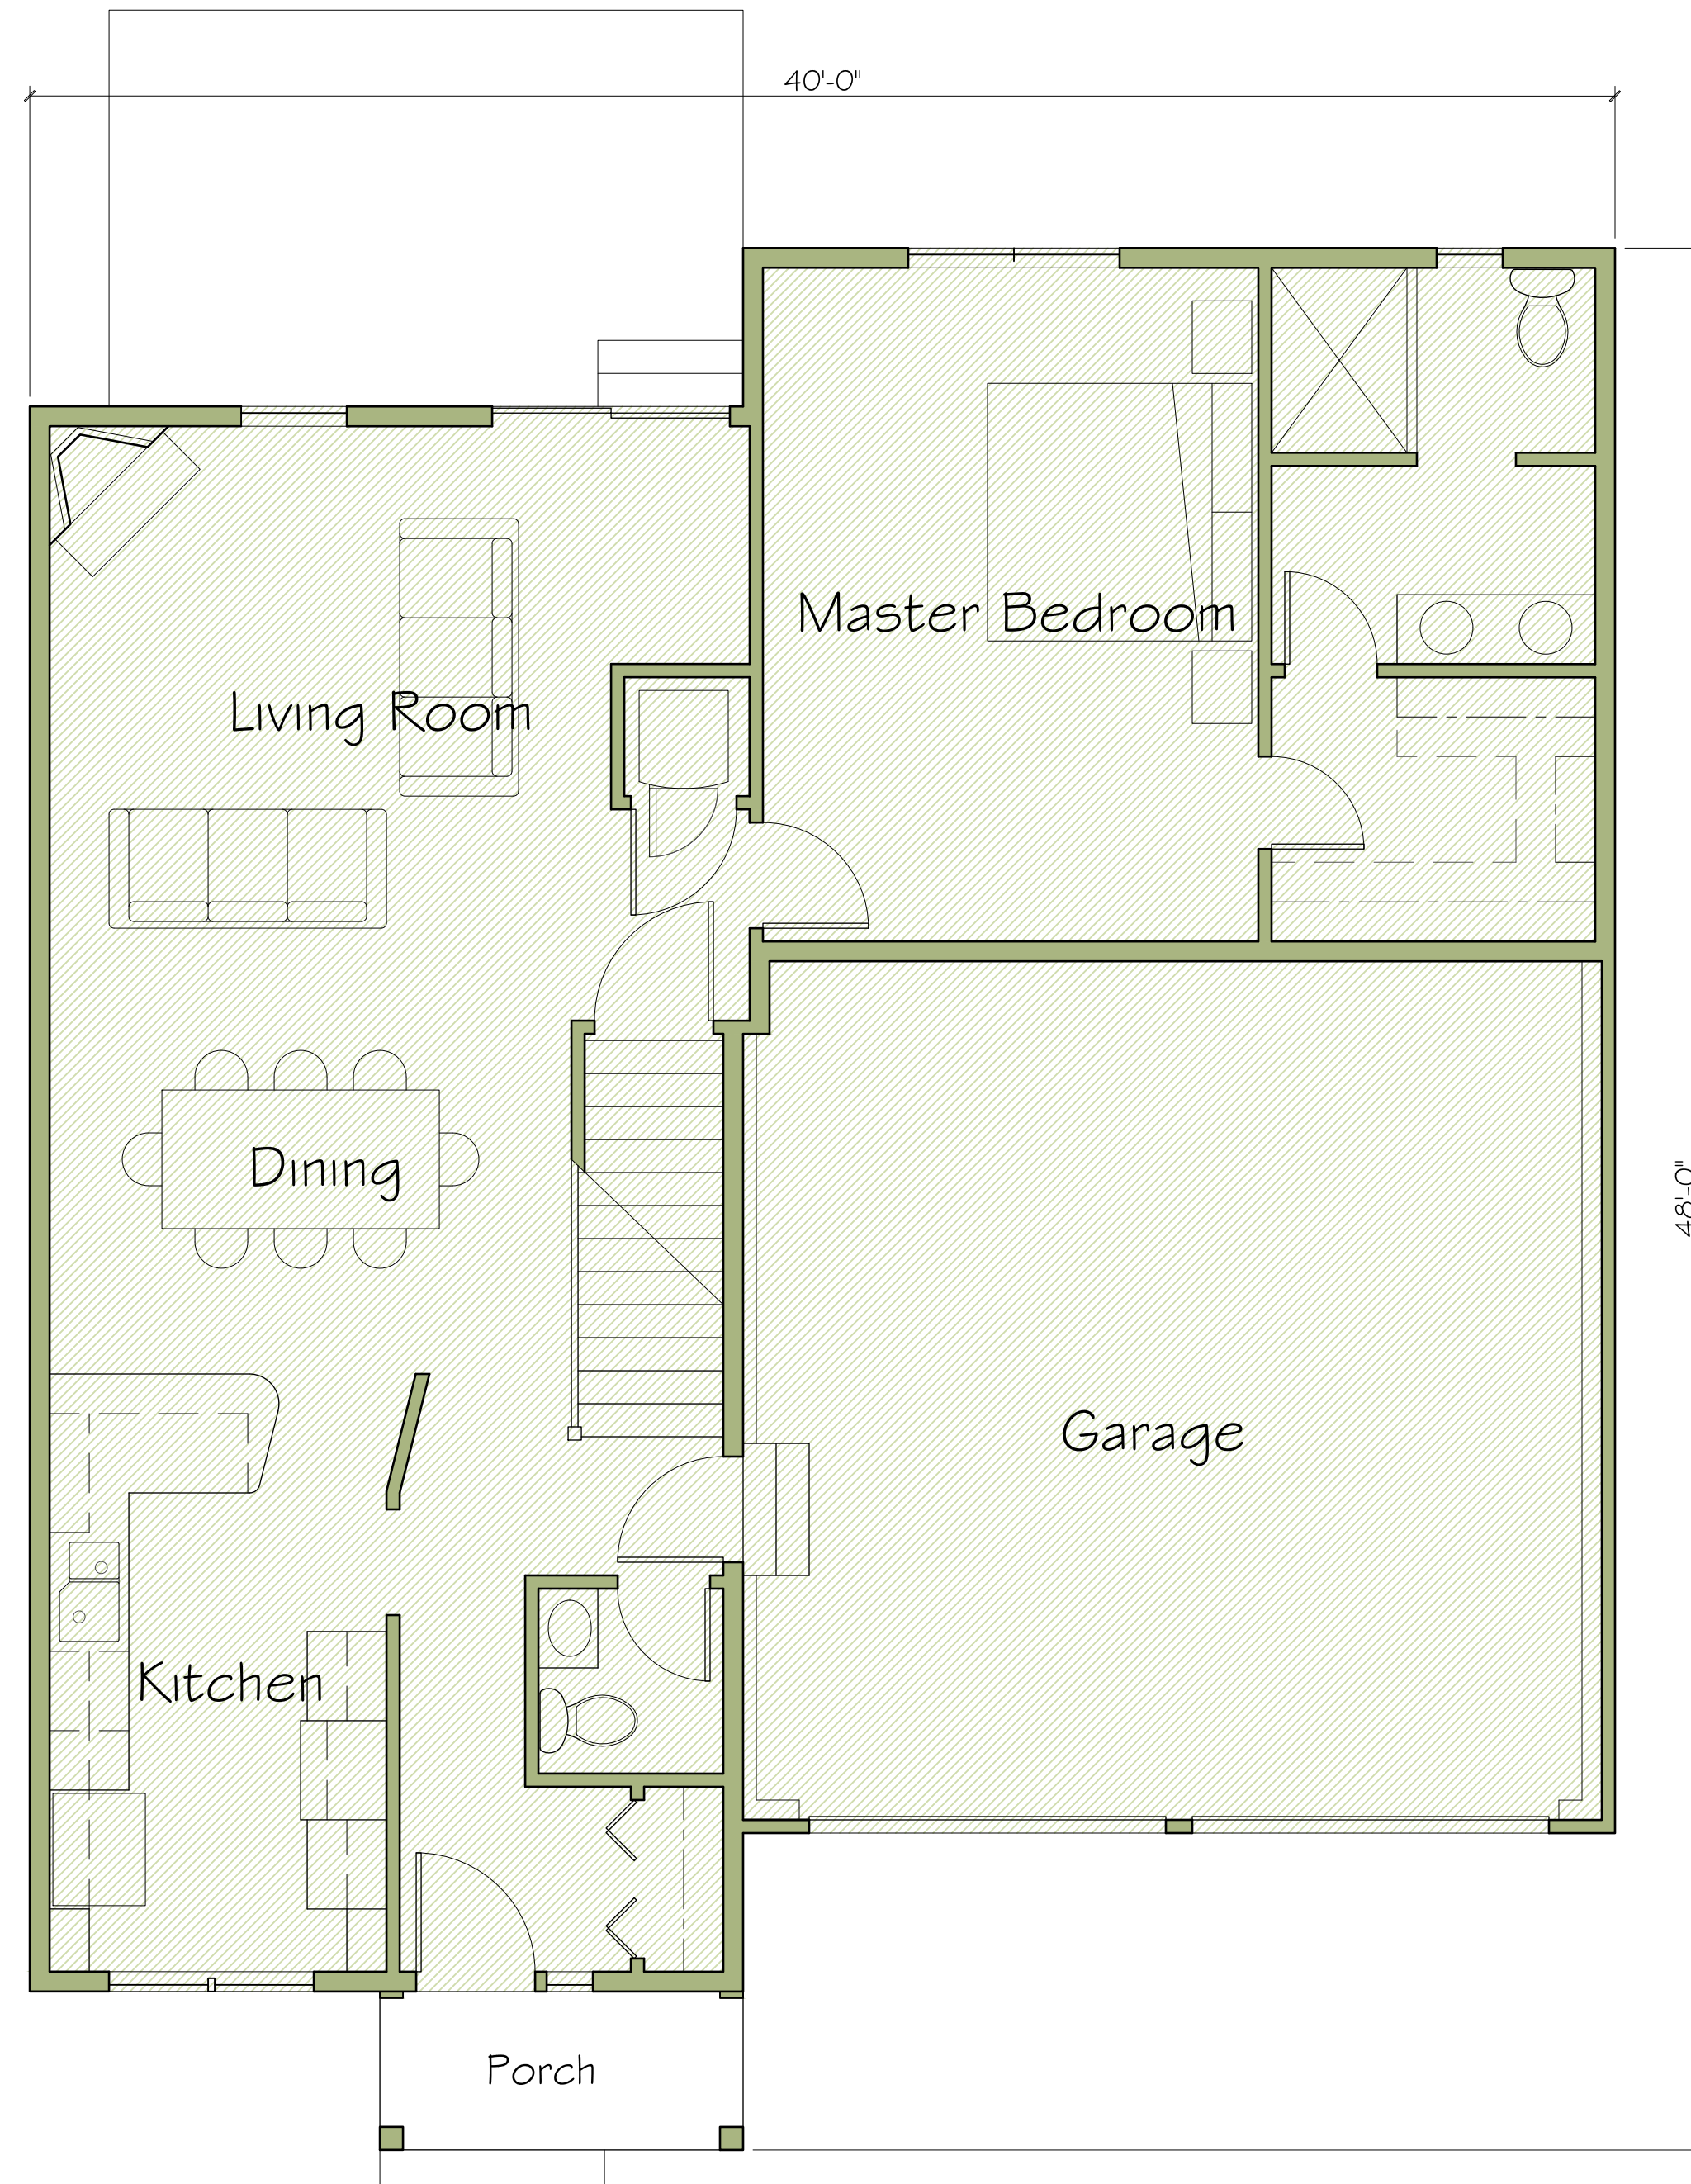 40'-0"
Master Bedroom
Living Room
Dining
48'-0"
Garage
Kitchen
Porch